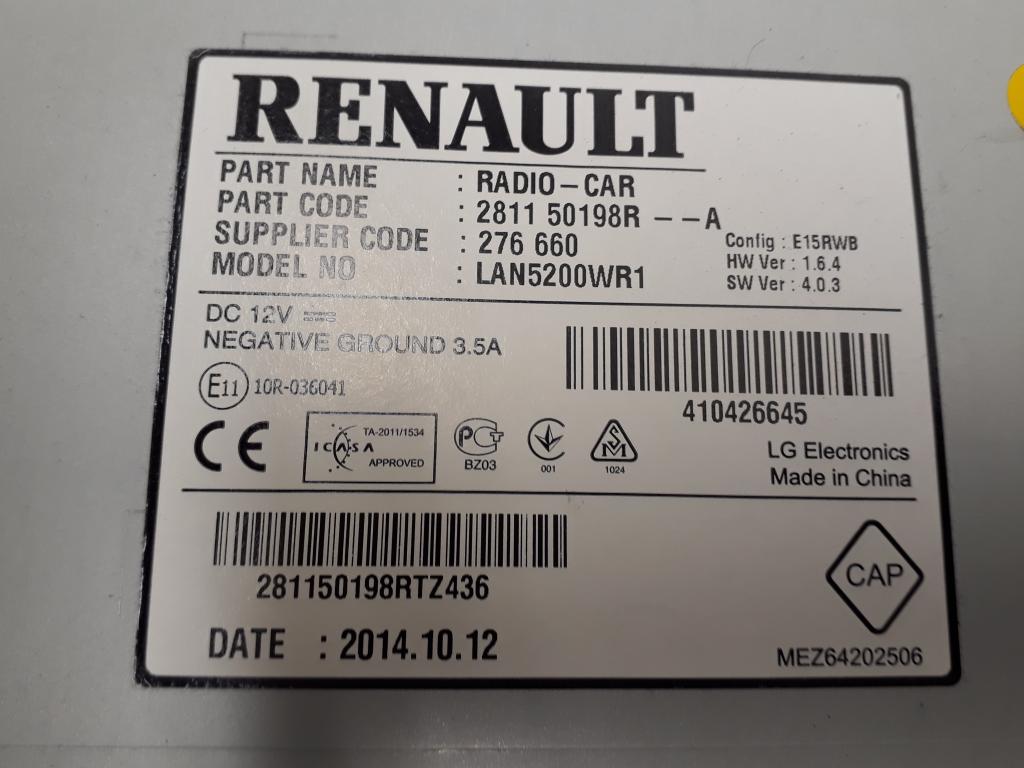 RENAULT
PART NAME : RADIO-CAR
PART CODE : 2811 50198R --A
SUPPLIER CODE : 276 660
MODEL NO : LAN5200WR1
Config : E15RWB
HW Ver : 1.6.4
SW Ver : 4.0.3
DC 12V
NEGATIVE GROUND 3.5A
E11 10R-036041
410426645
CE
TA-2011/1534
ICASA
APPROVED
РСТ
BZ03
001
SM
1024
LG Electronics
Made in China
281150198RTZ436
DATE : 2014.10.12
CAP
MEZ64202506